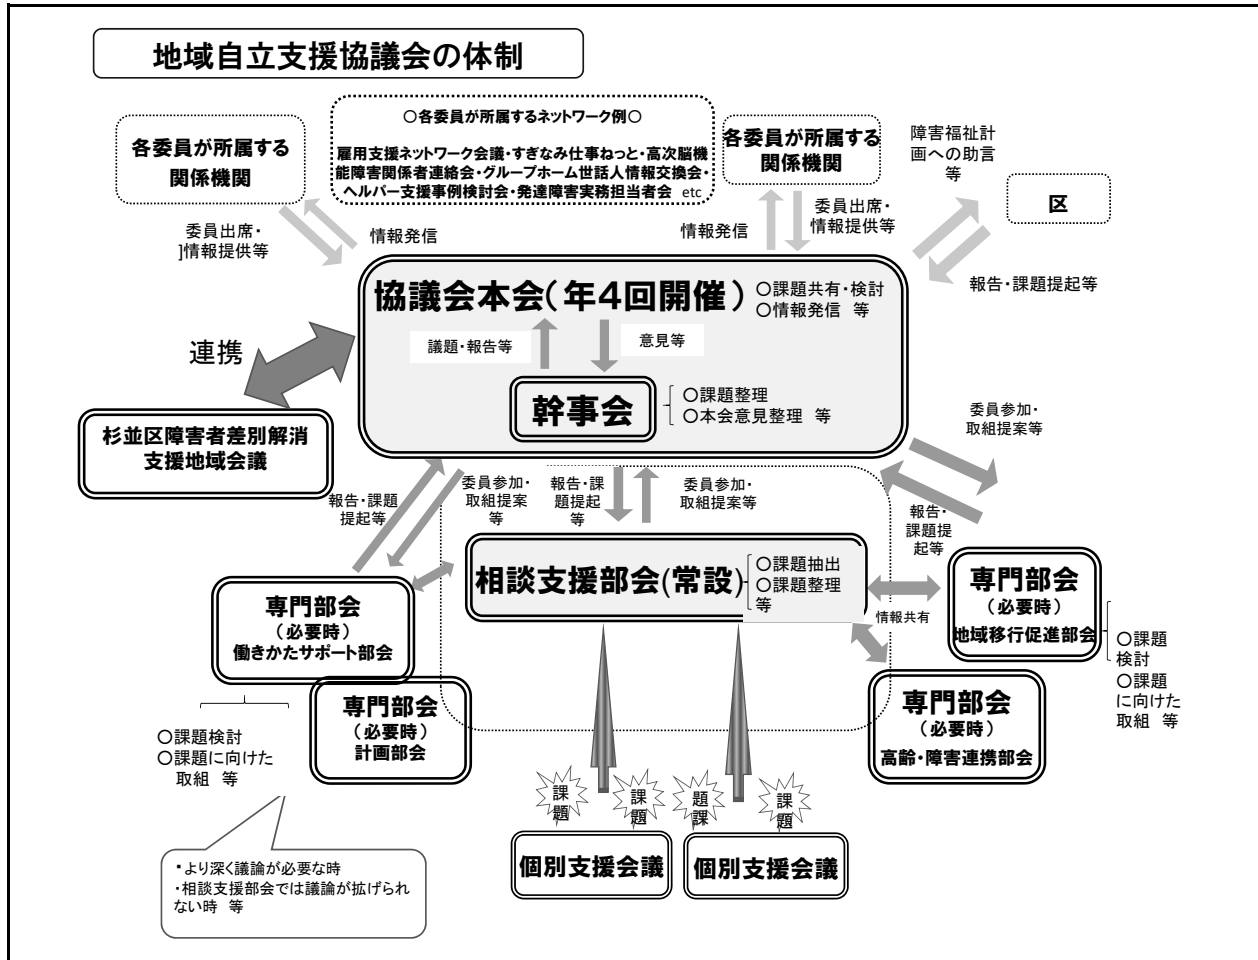 地域自立支援協議会の体制
各委員が所属する
関係機関
○各委員が所属するネットワーク例○
雇用支援ネットワーク会議・すぎなみ仕事ねっと・高次脳機
能障害関係者連絡会・グループホーム世話人情報交換会・
ヘルパー支援事例検討会・発達障害実務担当者会 etc
各委員が所属する
関係機関
障害福祉計
画への助言
等
区
委員出席・
]情報提供等
情報発信
情報発信
委員出席・
情報提供等
報告・課題提起等
協議会本会(年4回開催)
○課題共有・検討
○情報発信 等
議題・報告等
意見等
連携
幹事会
○課題整理
○本会意見整理 等
杉並区障害者差別解消
支援地域会議
委員参加・
取組提案等
報告・課題
提起等
委員参加・
取組提案
等
報告・課
題提起
等
委員参加・
取組提案等
報告・
課題提
起等
相談支援部会(常設)
○課題抽出
○課題整理
等
情報共有
専門部会
(必要時)
働きかたサポート部会
専門部会
(必要時)
地域移行促進部会
○課題
検討
○課題
に向けた
取組 等
専門部会
(必要時)
計画部会
専門部会
(必要時)
高齢・障害連携部会
○課題検討
○課題に向けた
取組 等
課
題
課
題
題
課
課
題
個別支援会議
個別支援会議
・より深く議論が必要な時
・相談支援部会では議論が拡げられ
ない時 等